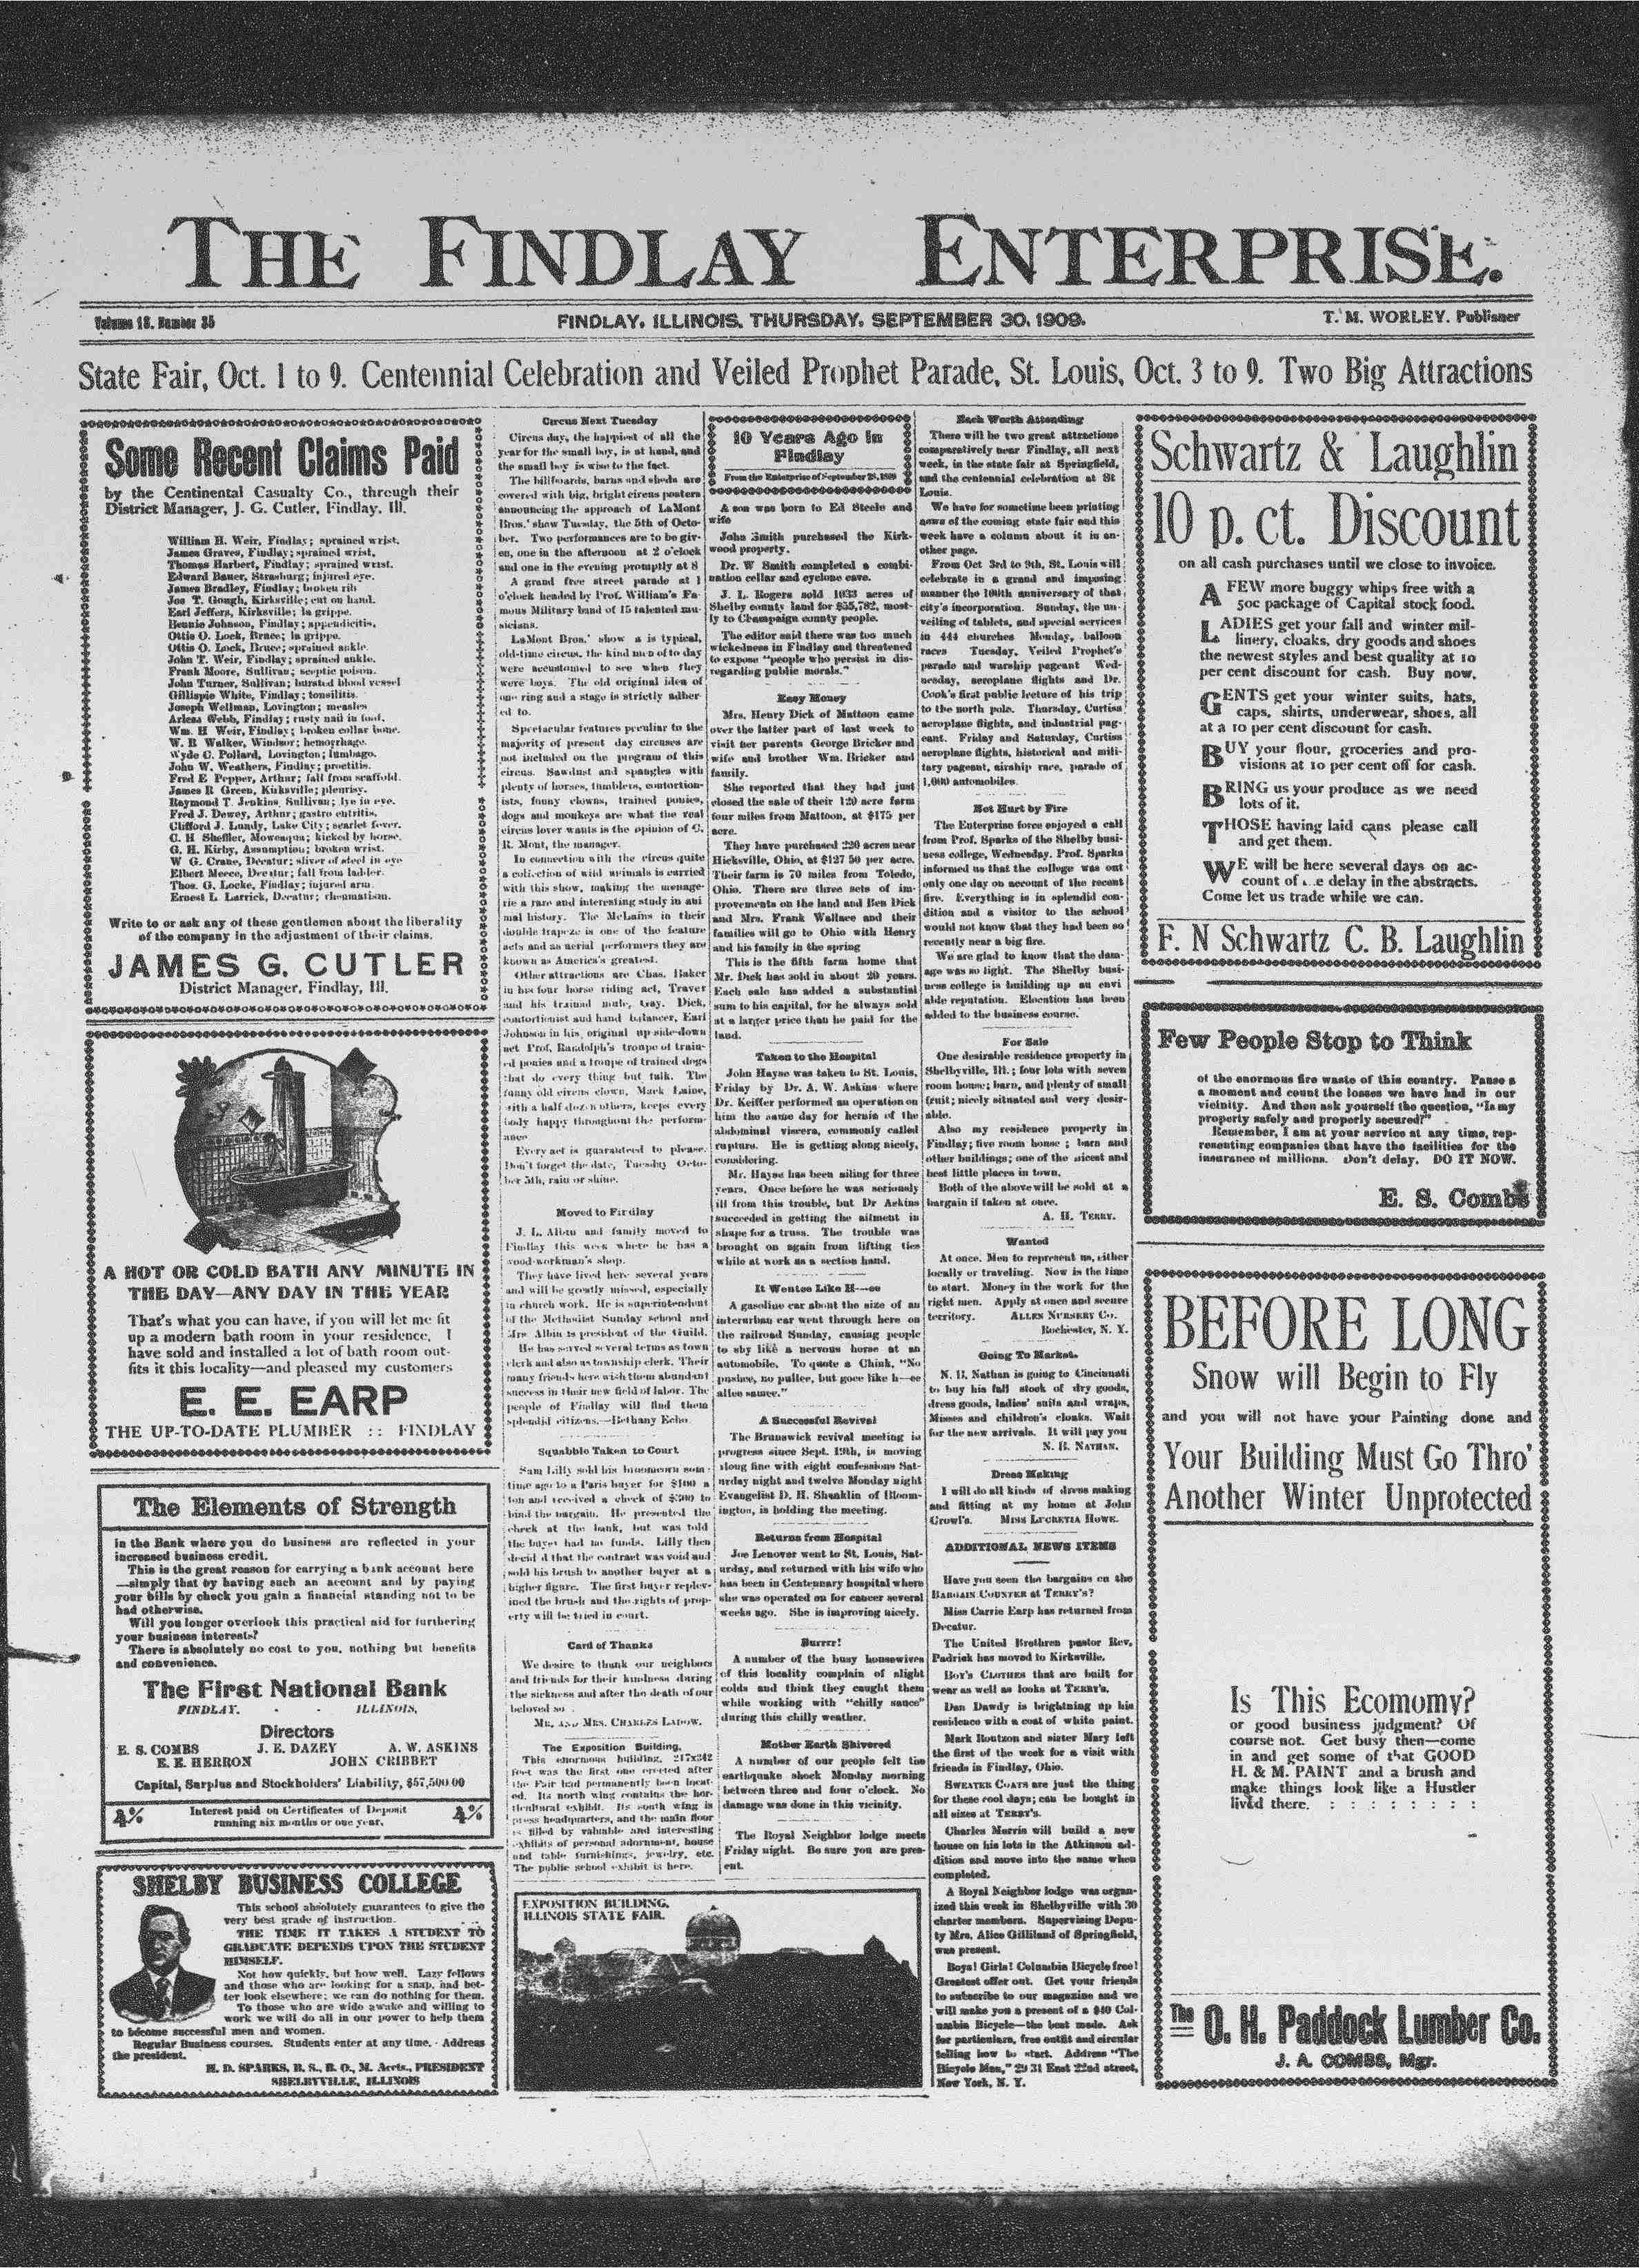 THE FINDLAY ENTERPRISE.
Volume 18. Number 35
FINDLAY, ILLINOIS, THURSDAY, SEPTEMBER 30, 1909.
T. M. WORLEY. Publisher
State Fair, Oct. 1 to 9. Centennial Celebration and Veiled Prophet Parade, St. Louis, Oct. 3 to 9. Two Big Attractions
Some Recent Claims Paid
by the Centinental Casualty Co., through their
District Manager, J. G. Cutler, Findlay, Ill.
William H. Weir, Findlay; sprained wrist.
James Graves, Findlay; sprained wrist.
Thomas Harbert, Findlay; sprained wrist.
Edward Bauer, Strasburg; injured eye.
James Bradley, Findlay; broken rib
Jos T. Gough, Kirksville; cut on hand.
Earl Jeffers, Kirksville; la grippe.
Bennie Johnson, Findlay; appendicitis.
Ottis O. Lock, Bruce; la grippe.
Ottis O. Lock, Bruce; sprained ankle.
John T. Weir, Findlay; sprained ankle.
Frank Moore, Sullivan; sceptic poison.
John Turner, Sullivan; bursted blood vessel
Gillispie White, Findlay; tonsilitis.
Joseph Wellman, Lovington; measles
Arless Webb, Findlay; rusty nail in foot.
Wm. H Weir, Findlay; broken collar bone.
W. B Walker, Windsor; hemorrhage.
Wyde C. Pollard, Lovington; lumbago.
John W. Weathers, Findlay; proctitis.
Fred E Pepper, Arthur; fall from scaffold.
James R Green, Kirksville; pleurisy.
Raymond T. Jenkins, Sullivan; lye in eye.
Fred J. Dewey, Arthur; gastro entritis.
Clifford J. Lundy, Lake City; scarlet fever.
C. H Sheffler, Moweaqua; kicked by horse.
G. H. Kirby, Assumption; broken wrist.
W G. Crane, Decatur; sliver of steel in eye
Elbert Meece, Decatur; fall from ladder.
Thos. G. Locke, Findlay; injured arm.
Ernest L. Larrick, Decatur; rheumatism.
Write to or ask any of these gentlemen about the liberality
of the company in the adjustment of their claims.
JAMES G. CUTLER
District Manager, Findlay, Ill.
A HOT OR COLD BATH ANY MINUTE IN
THE DAY—ANY DAY IN THE YEAR
That's what you can have, if you will let me fit
up a modern bath room in your residence. I
have sold and installed a lot of bath room out-
fits it this locality—and pleased my customers
E. E. EARP
THE UP-TO-DATE PLUMBER :: FINDLAY
The Elements of Strength
in the Bank where you do business are reflected in your
increased business credit.
This is the great reason for carrying a bank account here
—simply that by having such an account and by paying
your bills by check you gain a financial standing not to be
had otherwise.
Will you longer overlook this practical aid for furthering
your business interests?
There is absolutely no cost to you, nothing but benefits
and convenience.
The First National Bank
FINDLAY. - - ILLINOIS,
Directors
E. S. COMBS J. E. DAZEY A. W. ASKINS
E. E. HERRON JOHN CRIBBET
Capital, Surplus and Stockholders' Liability, $57,500.00
4% Interest paid on Certificates of Deposit 4%
running six months or one year.
SHELBY BUSINESS COLLEGE
This school absolutely guarantees to give the
very best grade of instruction.
THE TIME IT TAKES A STUDENT TO
GRADUATE DEPENDS UPON THE STUDENT
HIMSELF.
Not how quickly, but how well. Lazy fellows
and those who are looking for a snap, had bet-
ter look elsewhere; we can do nothing for them.
To those who are wide awake and willing to
work we will do all in our power to help them
to become successful men and women.
Regular Business courses. Students enter at any time. Address
the president.
H. D. SPARKS, B. S., B. O., M. Accts., PRESIDENT
SHELBYVILLE, ILLINOIS
Circus Next Tuesday
Circus day, the happiest of all the
year for the small boy, is at hand, and
the small boy is wise to the fact.
The billboards, barns and sheds are
covered with big, bright circus posters
announcing the approach of LaMont
Bros.' show Tuesday, the 5th of Octo-
ber. Two performances are to be giv-
en, one in the afternoon at 2 o'clock
and one in the evening promptly at 8
A grand free street parade at 1
o'clock headed by Prof. William's Fa-
mous Military band of 15 talented mu-
sicians.
LaMont Bros.' show a is typical,
old-time circus, the kind men of to day
were accustomed to see when they
were boys. The old original idea of
one ring and a stage is strictly adher-
ed to.
Spectacular features peculiar to the
majority of present day circuses are
not included on the program of this
circus. Sawdust and spangles with
plenty of horses, tumblers, contortion-
ists, funny clowns, trained ponies,
dogs and monkeys are what the real
circus lover wants is the opinion of C.
R. Mont, the manager.
In connection with the circus quite
a colection of wild animals is carried
with this show, making the menage-
rie a rare and interesting study in ani
mal history. The McLains in their
double trapeze is one of the feature
acts and as aerial performers they are
known as America's greatest.
Other attractions are Chas. Baker
in his four horse riding act, Traver
and his trained mule, Gray. Dick,
contortionist and hand balancer, Earl
Johnson in his original up-side-down
act Prof, Randolph's troupe of train-
ed ponies and a troupe of trained dogs
that do every thing but talk. The
funny old circus clown, Mark Laine,
with a half dozen others, keeps every
body happy throughout the perform-
ance
Every act is guaranteed to please.
Don't forget the date, Tuesday Octo-
ber 5th, rain or shine.
Moved to Findlay
J. L. Albin and family moved to
Findlay this week where he has a
wood-workman's shop.
They have lived here several years
and will be greatly missed, especially
in church work. He is superintendent
of the Methodist Sunday school and
Mrs. Albin is president of the Guild.
He has served several terms as town
clerk and also as township clerk. Their
many friends here wish them abundant
success in their new field of labor. The
people of Findlay will find them
splendid citizens.—Bethany Echo.
Squabble Taken to Court
Sam Lilly sold his broomcorn some
time ago to a Paris buyer for $100 a
ton and received a check of $300 to
bind the bargain. He presented the
check at the bank, but was told
the buyer had no funds. Lilly then
decid d that the contract was void and
sold his brush to another buyer at a
higher figure. The first buyer replev-
ined the brush and the rights of prop-
erty will be tried in court.
Card of Thanks
We desire to thank our neighbors
and friends for their kindness during
the sickness and after the death of our
beloved so
MR. AND MRS. CHARLES LADOW.
The Exposition Building.
This enormous building, 217x342
feet was the first one erected after
the Fair had permanently been locat-
ed. Its north wing contains the hor-
ticultural exhibit. Its south wing is
press headquarters, and the main floor
is filled by valuable and interesting
exhibits of personal adornment, house
and table furnishings, jewelry, etc.
The public school exhibit is here.
EXPOSITION BUILDING,
ILLINOIS STATE FAIR.
10 Years Ago In
Findlay
From the Enterprise of September 28, 1899
A son was born to Ed Steele and
wife
John Smith purchased the Kirk-
wood property.
Dr. W Smith completed a combi-
nation cellar and cyclone cave.
J. L. Rogers sold 1033 acres of
Shelby county land for $55,782, most-
ly to Champaign county people.
The editor said there was too much
wickedness in Findlay and threatened
to expose "people who persist in dis-
regarding public morals."
Easy Money
Mrs. Henry Dick of Mattoon came
over the latter part of last week to
visit her parents George Bricker and
wife and brother Wm. Bricker and
family.
She reported that they had just
closed the sale of their 120 acre farm
four miles from Mattoon, at $175 per
acre.
They have purchased 220 acres near
Hicksville, Ohio, at $127 50 per acre.
Their farm is 70 miles from Toledo,
Ohio. There are three sets of im-
provements on the land and Ben Dick
and Mrs. Frank Wallace and their
families will go to Ohio with Henry
and his family in the spring
This is the fifth farm home that
Mr. Dick has sold in about 20 years.
Each sale has added a substantial
sum to his capital, for he always sold
at a larger price than he paid for the
land.
Taken to the Hospital
John Hayse was taken to St. Louis,
Friday by Dr. A. W. Askins where
Dr. Keiffer performed an operation on
him the same day for hernia of the
abdominal viscera, commonly called
rupture. He is getting along nicely,
considering.
Mr. Hayse has been ailing for three
years. Once before he was seriously
ill from this trouble, but Dr Askins
succeeded in getting the ailment in
shape for a truss. The trouble was
brought on again from lifting ties
while at work as a section hand.
It Wentee Like H—ee
A gasoline car about the size of an
interurban car went through here on
the railroad Sunday, causing people
to shy like a nervous horse at an
automobile. To quote a Chink, "No
pushee, no pullee, but goee like h—ee
allee samee."
A Successful Revival
The Brunswick revival meeting in
progress since Sept. 19th, is moving
along fine with eight confessions Sat-
urday night and twelve Monday night
Evangelist D. H. Shanklin of Bloom-
ington, is holding the meeting.
Returns from Hospital
Joe Lenover went to St. Louis, Sat-
urday, and returned with his wife who
has been in Centennary hospital where
she was operated on for cancer several
weeks ago. She is improving nicely.
Burrrr!
A number of the busy housewives
of this locality complain of slight
colds and think they caught them
while working with "chilly sauce"
during this chilly weather.
Mother Earth Shivered
A number of our people felt the
earthquake shock Monday morning
between three and four o'clock. No
damage was done in this vicinity.
The Royal Neighbor lodge meets
Friday night. Be sure you are pres-
ent.
Each Worth Attending
There will be two great attractions
comparatively near Findlay, all next
week, in the state fair at Springfield,
and the centennial celebration at St
Louis.
We have for sometime been printing
news of the coming state fair and this
week have a column about it in an-
other page.
From Oct 3rd to 9th, St. Louis will
celebrate in a grand and imposing
manner the 100th anniversary of that
city's incorporation. Sunday, the un-
veiling of tablets, and special services
in 444 churches Monday, balloon
races Tuesday, Veiled Prophet's
parade and warship pageant Wed-
nesday, aeroplane flights and Dr.
Cook's first public lecture of his trip
to the north pole. Thursday, Curtiss
aeroplane flights, and industrial pag-
eant. Friday and Saturday, Curtiss
aeroplane flights, historical and mili-
tary pageant, airship race, parade of
1,000 automobiles.
Not Hurt by Fire
The Enterprise force enjoyed a call
from Prof. Sparks of the Shelby busi-
ness college, Wednesday. Prof. Sparks
informed us that the college was out
only one day on account of the recent
fire. Everything is in splendid con-
dition and a visitor to the school
would not know that they had been so
recently near a big fire.
We are glad to know that the dam-
age was so light. The Shelby busi-
ness college is building up an envi
able reputation. Elocution has been
added to the business course.
For Sale
One desirable residence property in
Shelbyville, Ill.; four lots with seven
room house; barn, and plenty of small
fruit; nicely situated and very desir-
able.
Also my residence property in
Findlay; five room house ; barn and
other buildings; one of the nicest and
best little places in town.
Both of the above will be sold at a
bargain if taken at once.
A. H. TERRY.
Wanted
At once. Men to represent us, either
locally or traveling. Now is the time
to start. Money in the work for the
right men. Apply at once and secure
territory. ALLEN NURSERY CO.
Rochester, N. Y.
Going To Market.
N. B. Nathan is going to Cincinnati
to buy his fall stock of dry goods,
dress goods, ladies' suits and wraps,
Misses and children's cloaks. Wait
for the new arrivals. It will pay you
N. B. NATHAN.
Dress Making
I will do all kinds of dress making
and fitting at my home at John
Crowl's. MISS LUCRETIA HOWE.
ADDITIONAL NEWS ITEMS
Have you seen the bargains on the
BARGAIN COUNTER at TERRY'S?
Miss Carrie Earp has returned from
Decatur.
The United Brethren pastor Rev.
Padrick has moved to Kirksville.
BOY'S CLOTHES that are built for
wear as well as looks at TERRY'S.
Dan Dawdy is brightning up his
residence with a coat of white paint.
Mark Routzon and sister Mary left
the first of the week for a visit with
friends in Findlay, Ohio.
SWEATER COATS are just the thing
for these cool days; can be bought in
all sizes at TERRY'S.
Charles Morris will build a new
house on his lots in the Atkinson ad-
dition and move into the same when
completed.
A Royal Neighbor lodge was organ-
ized this week in Shelbyville with 30
charter members. Supervising Depu-
ty Mrs. Alice Gilliland of Springfield,
was present.
Boys! Girls! Columbia Bicycle free!
Greatest offer out. Get your friends
to subscribe to our magazine and we
will make you a present of a $40 Col-
umbia Bicycle—the best made. Ask
for particulars, free outfit and circular
telling how to start. Address "The
Bicycle Man," 29 31 East 22nd street,
New York, N. Y.
Schwartz & Laughlin
10 p. ct. Discount
on all cash purchases until we close to invoice.
A FEW more buggy whips free with a
50c package of Capital stock food.
LADIES get your fall and winter mil-
linery, cloaks, dry goods and shoes
the newest styles and best quality at 10
per cent discount for cash. Buy now.
GENTS get your winter suits, hats,
caps, shirts, underwear, shoes, all
at a 10 per cent discount for cash.
BUY your flour, groceries and pro-
visions at 10 per cent off for cash.
BRING us your produce as we need
lots of it.
THOSE having laid cans please call
and get them.
WE will be here several days on ac-
count of e delay in the abstracts.
Come let us trade while we can.
F. N Schwartz C. B. Laughlin
Few People Stop to Think
of the enormous fire waste of this country. Pause a
a moment and count the losses we have had in our
vicinity. And then ask yourself the question, "Is my
property safely and properly secured?"
Remember, I am at your service at any time, rep-
resenting companies that have the facilities for the
insurance of millions. Don't delay. DO IT NOW.
E. S. Combs
BEFORE LONG
Snow will Begin to Fly
and you will not have your Painting done and
Your Building Must Go Thro'
Another Winter Unprotected
Is This Ecomomy?
or good business judgment? Of
course not. Get busy then—come
in and get some of that GOOD
H. & M. PAINT and a brush and
make things look like a Hustler
lived there. : : : : : : : :
The O. H. Paddock Lumber Co.
J. A. COMBS, Mgr.